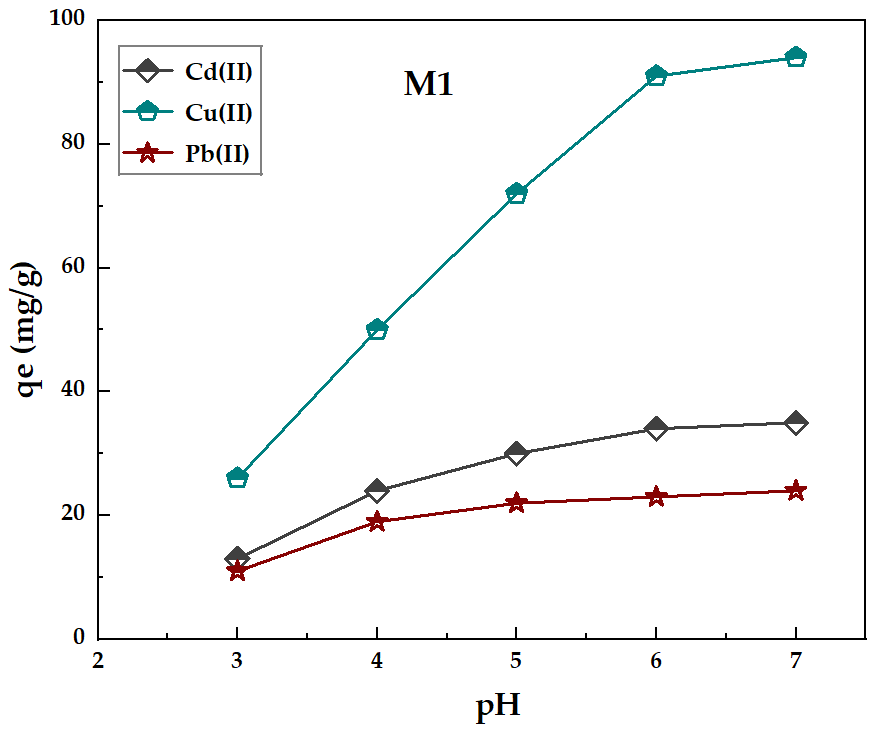 M1
Cd(II)
Cu(II)
Pb(II)
qe (mg/g)
100
80
60
40
20
0
2 3 4 5 6 7
pH